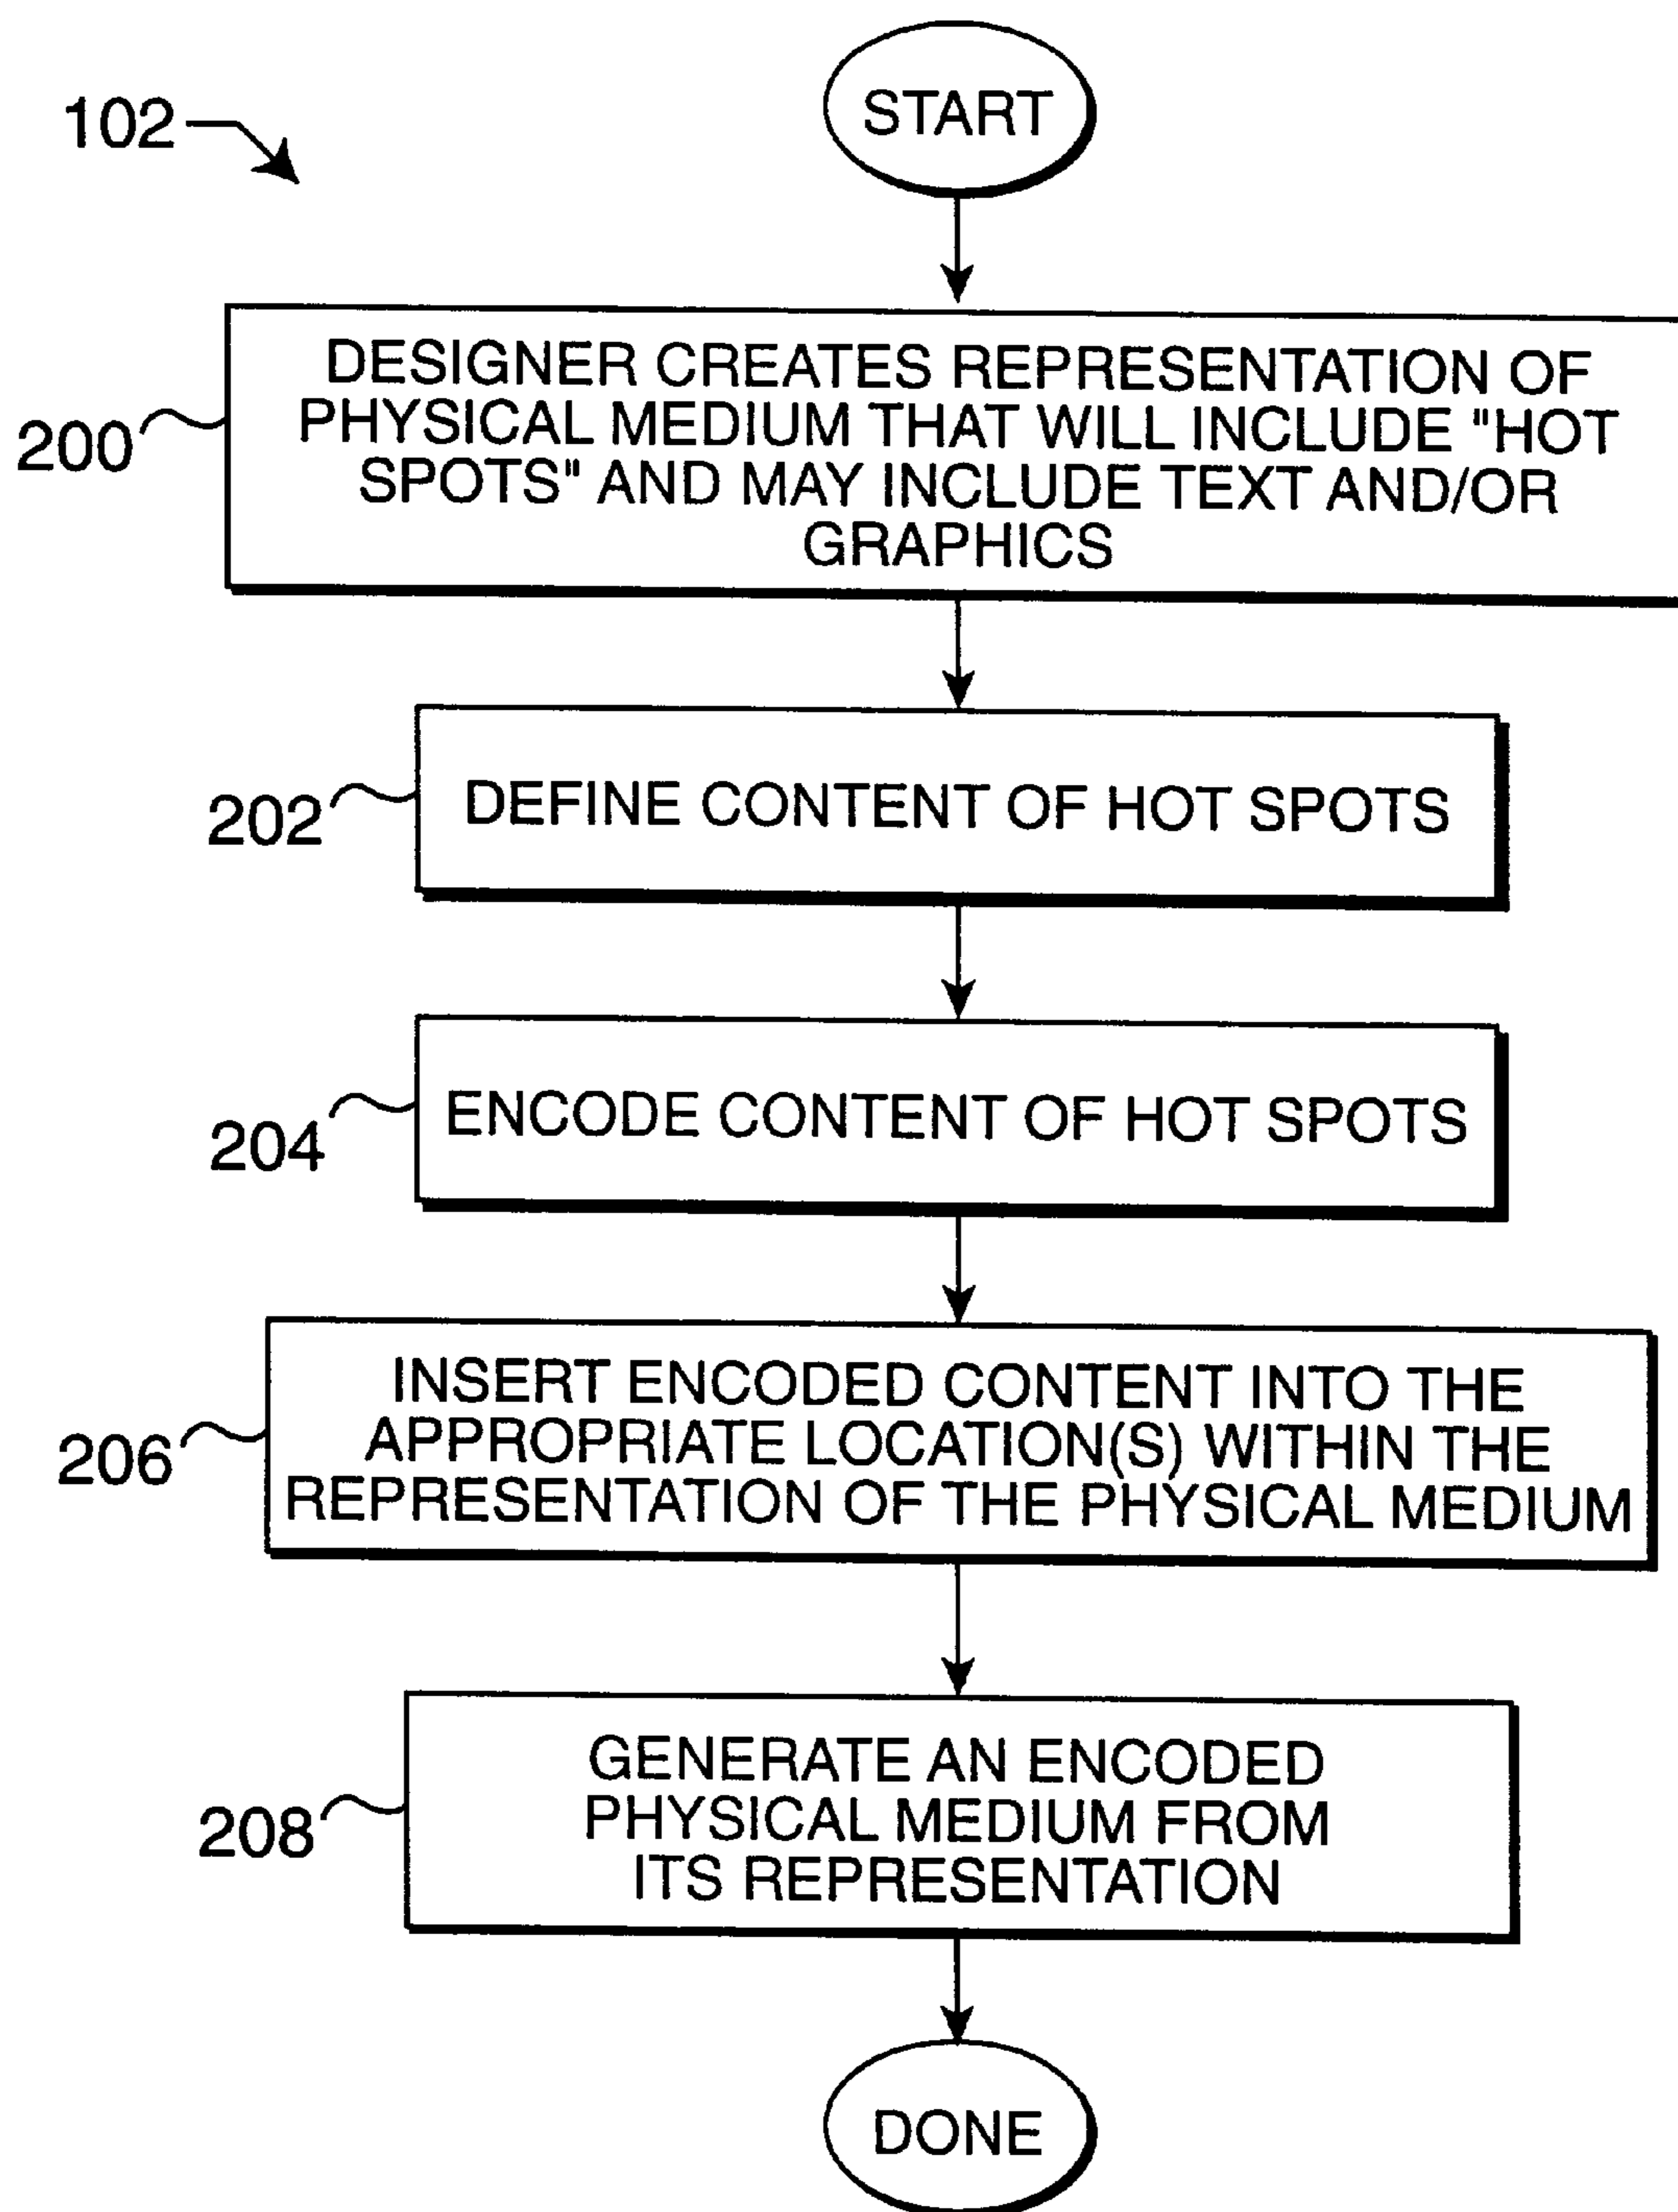 102
START
200
DESIGNER CREATES REPRESENTATION OF
PHYSICAL MEDIUM THAT WILL INCLUDE "HOT
SPOTS" AND MAY INCLUDE TEXT AND/OR
GRAPHICS
202
DEFINE CONTENT OF HOT SPOTS
204
ENCODE CONTENT OF HOT SPOTS
206
INSERT ENCODED CONTENT INTO THE
APPROPRIATE LOCATION(S) WITHIN THE
REPRESENTATION OF THE PHYSICAL MEDIUM
208
GENERATE AN ENCODED
PHYSICAL MEDIUM FROM
ITS REPRESENTATION
DONE